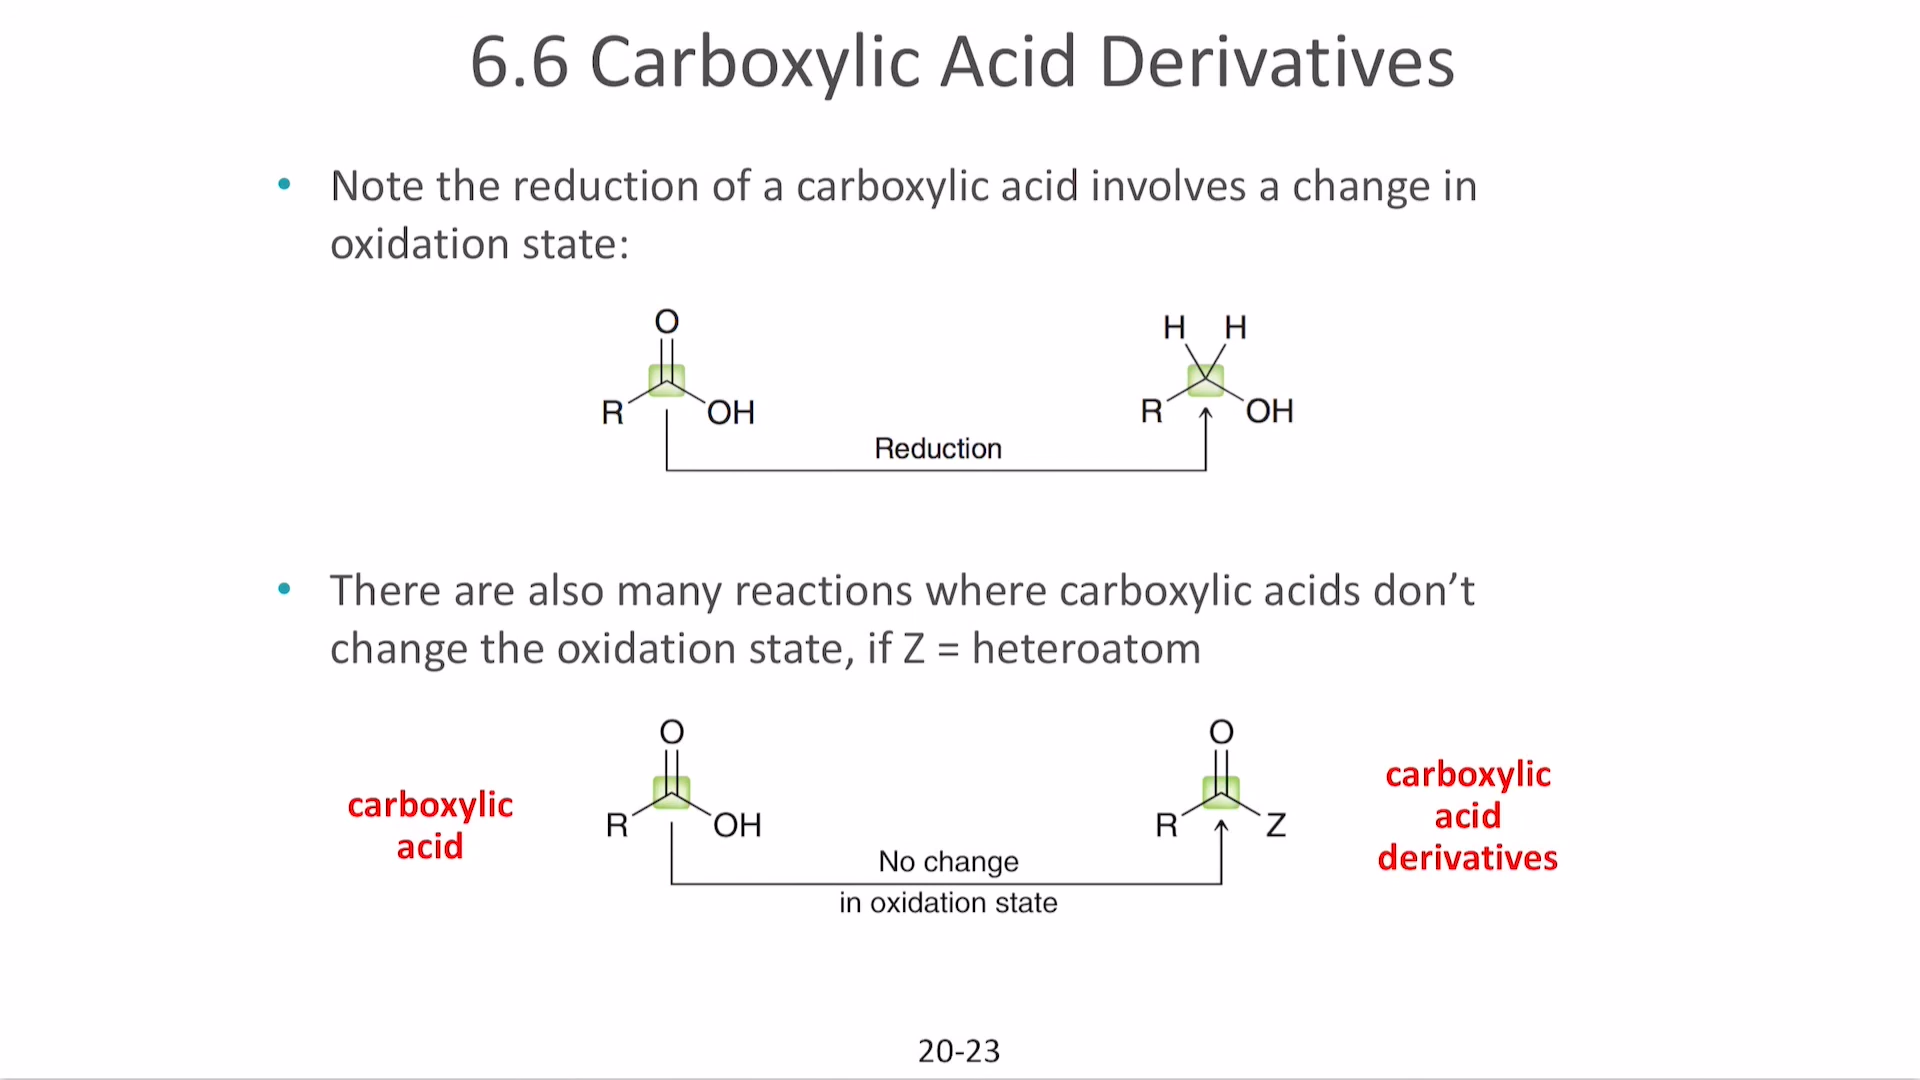 6.6 Carboxylic Acid Derivatives
• Note the reduction of a carboxylic acid involves a change in
oxidation state:
O
R
OH
H H
R
OH
Reduction
• There are also many reactions where carboxylic acids don’t
change the oxidation state, if Z = heteroatom
carboxylic
acid
O
R
OH
O
R
Z
No change
in oxidation state
carboxylic
acid
derivatives
20-23